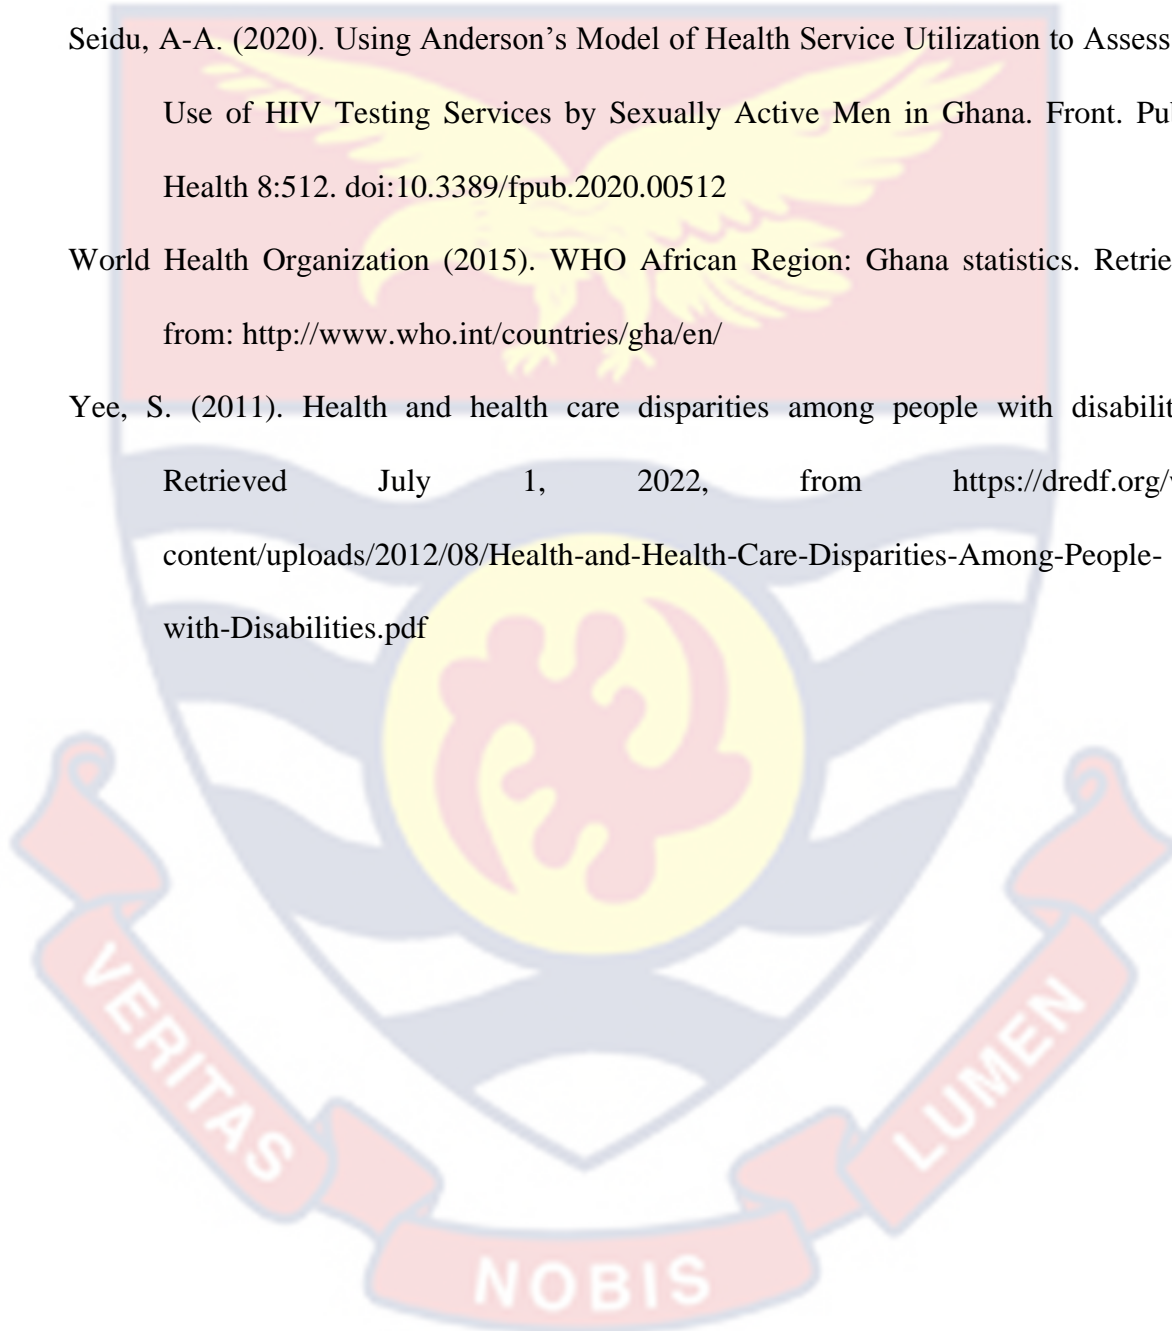 Seidu, A-A. (2020). Using Anderson’s Model of Health Service Utilization to Assess
Use of HIV Testing Services by Sexually Active Men in Ghana. Front. Pu
Health 8:512. doi:10.3389/fpub.2020.00512
World Health Organization (2015). WHO African Region: Ghana statistics. Retrie
from: http://www.who.int/countries/gha/en/
Yee, S. (2011). Health and health care disparities among people with disabilit
Retrieved July 1, 2022, from https://dredf.org/
content/uploads/2012/08/Health-and-Health-Care-Disparities-Among-People-
with-Disabilities.pdf
VERITAS
NOBIS
LUMEN